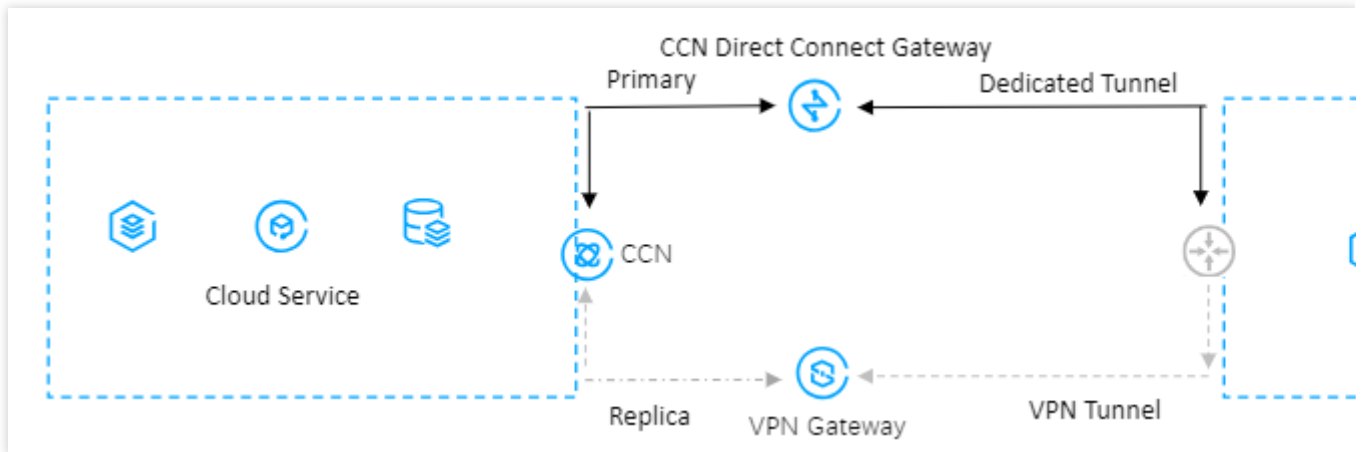 CCN Direct Connect Gateway
Primary
Dedicated Tunnel
CCN
Cloud Service
Replica
VPN Gateway
VPN Tunnel